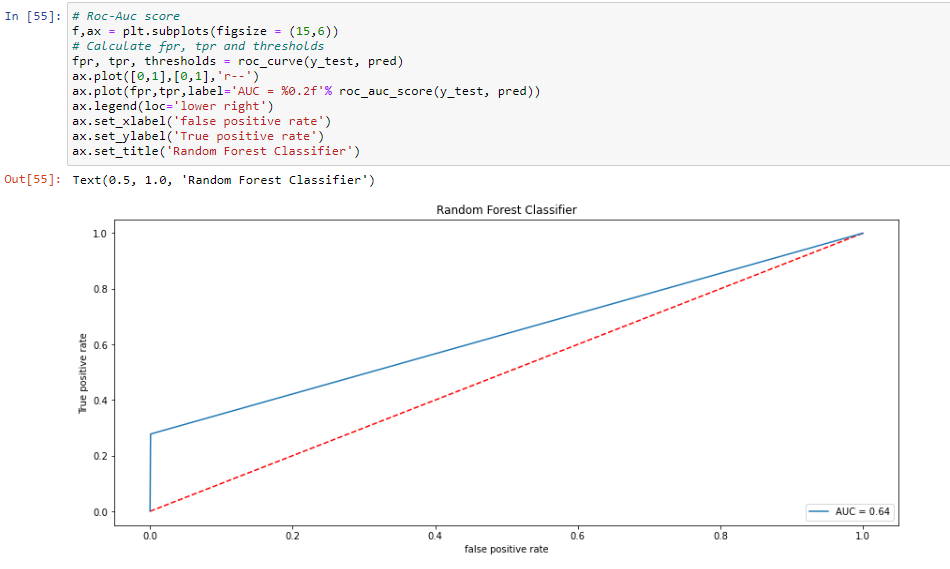 In [55]: # Roc-Auc score
f,ax = plt.subplots(figsize = (15,6))
# Calculate fpr, tpr and thresholds
fpr, tpr, thresholds = roc_curve(y_test, pred)
ax.plot([0,1],[0,1],'r--')
ax.plot(fpr,tpr,label='AUC = %0.2f'% roc_auc_score(y_test, pred))
ax.legend(loc='lower right')
ax.set_xlabel('false positive rate')
ax.set_ylabel('True positive rate')
ax.set_title('Random Forest Classifier')
Out[55]: Text(0.5, 1.0, 'Random Forest Classifier')
Random Forest Classifier
True positive rate
1.0
0.8
0.6
0.4
0.2
0.0
AUC = 0.64
0.0 0.2 0.4 0.6 0.8 1.0
false positive rate